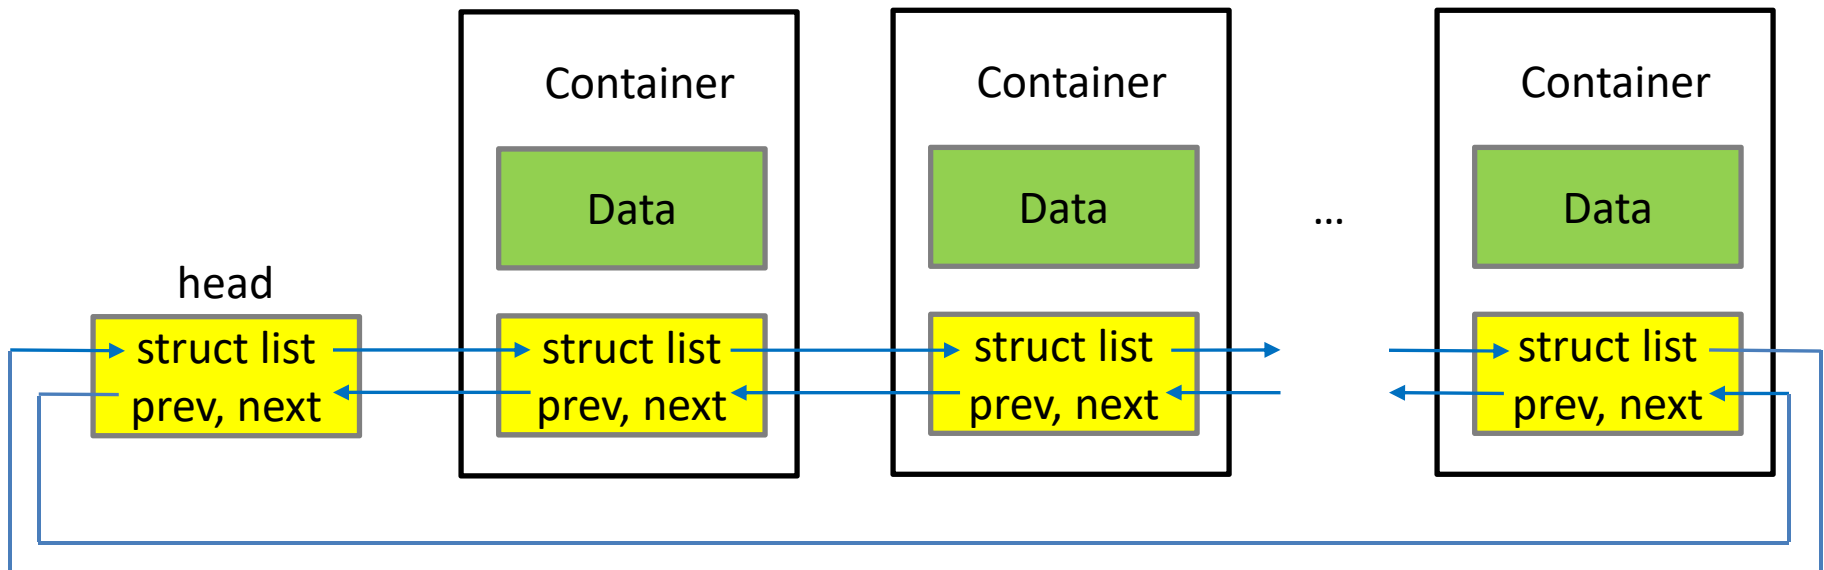 Container
Container
Container
Data
Data
...
Data
head
struct list
prev, next
struct list
prev, next
struct list
prev, next
struct list
prev, next